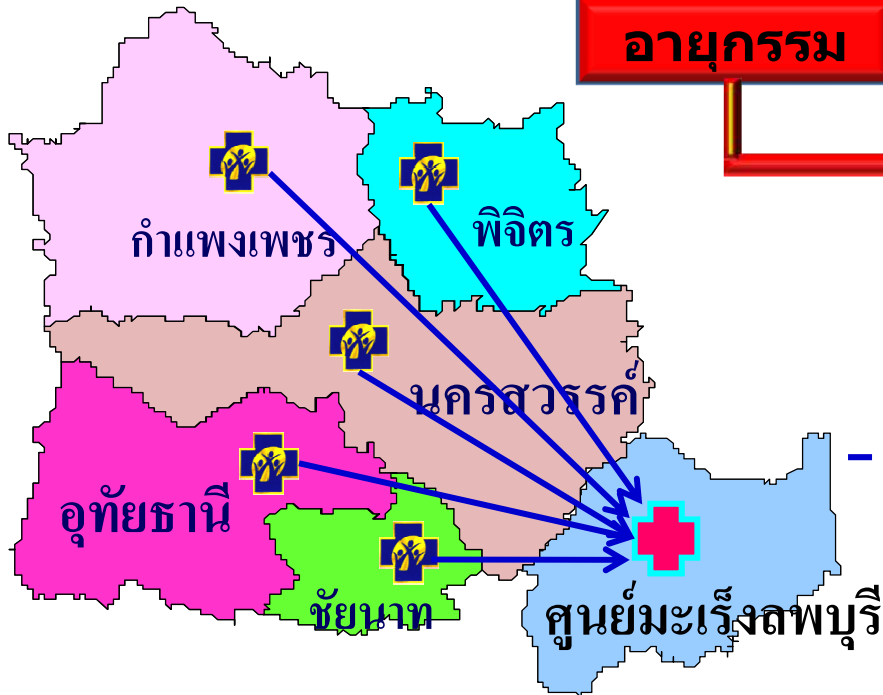 อายุกรรม
กำแพงเพชร
พิจิตร
นครสวรรค์
อุทัยธานี
ชัยนาท
ศูนย์มะเร็งลพบุรี